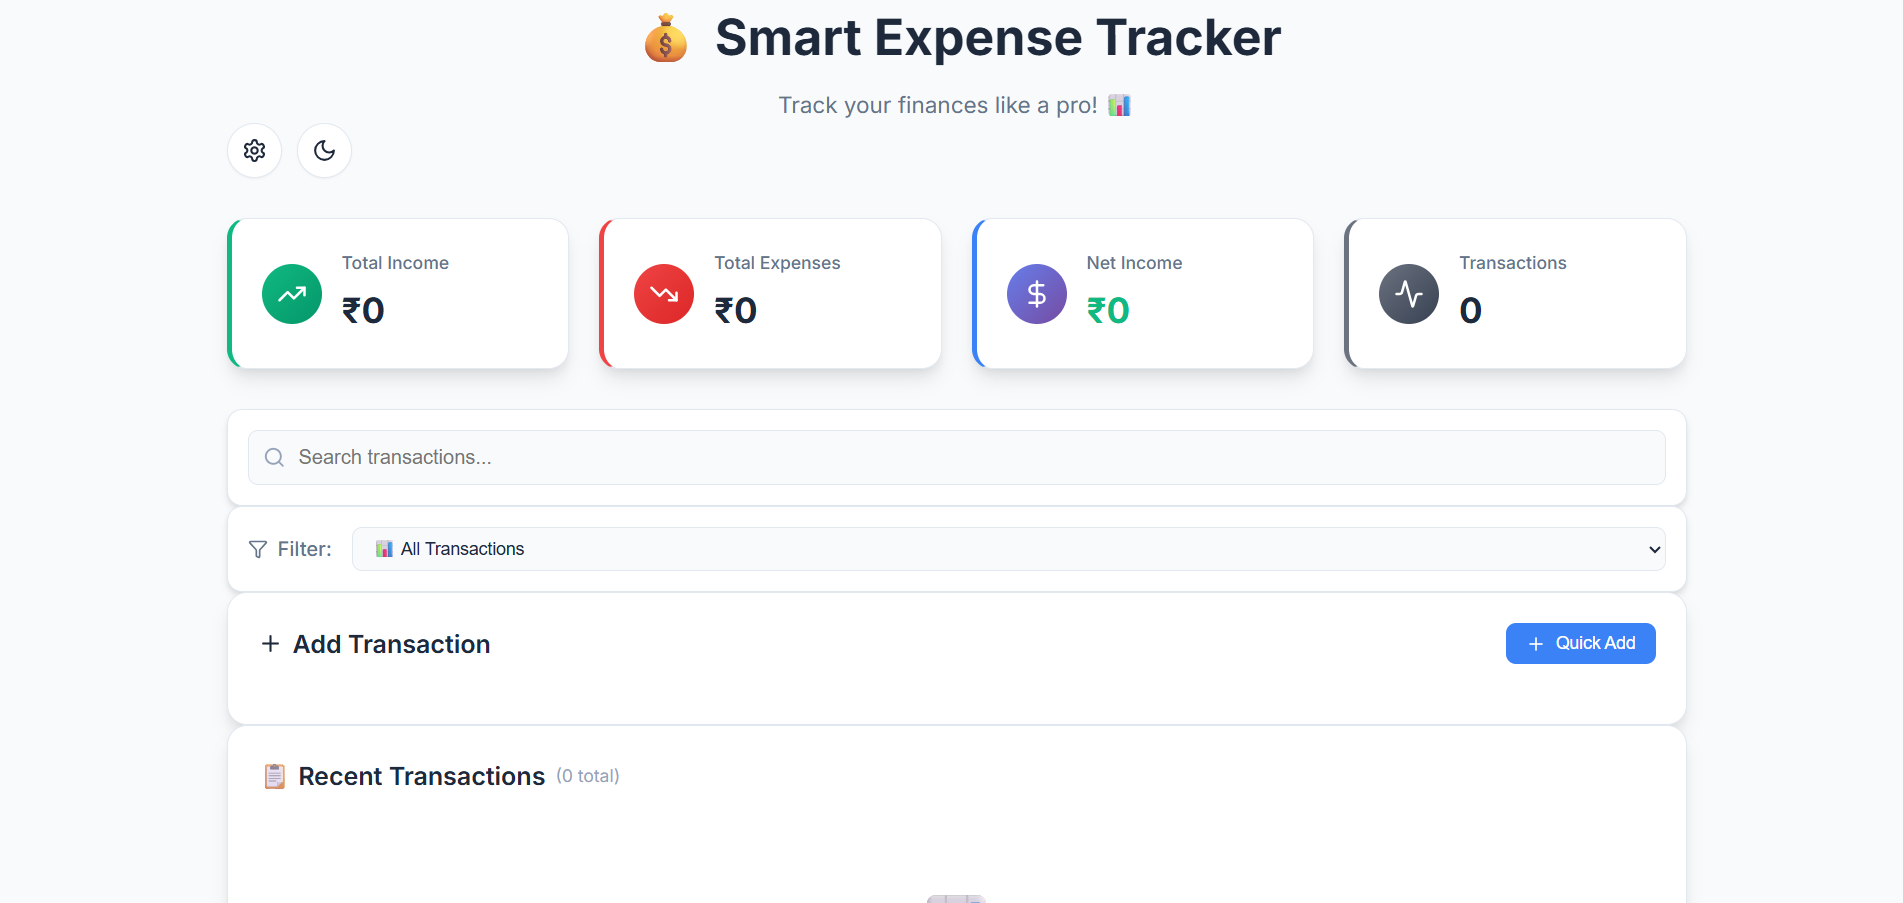 💰 Smart Expense Tracker
Track your finances like a pro! 📊
Total Income
₹0
Total Expenses
₹0
Net Income
₹0
Transactions
0
Search transactions...
Filter:
📊 All Transactions
Add Transaction
Quick Add
📋 Recent Transactions (0 total)